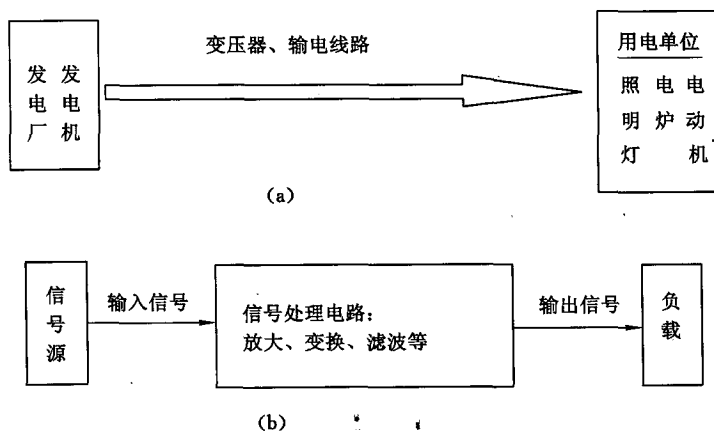 变压器、输电线路
发电厂 发电机
用电单位
照明灯 电炉 电动机
(a)
信号源
输入信号
信号处理电路:
放大、变换、滤波等
输出信号
负载
(b)